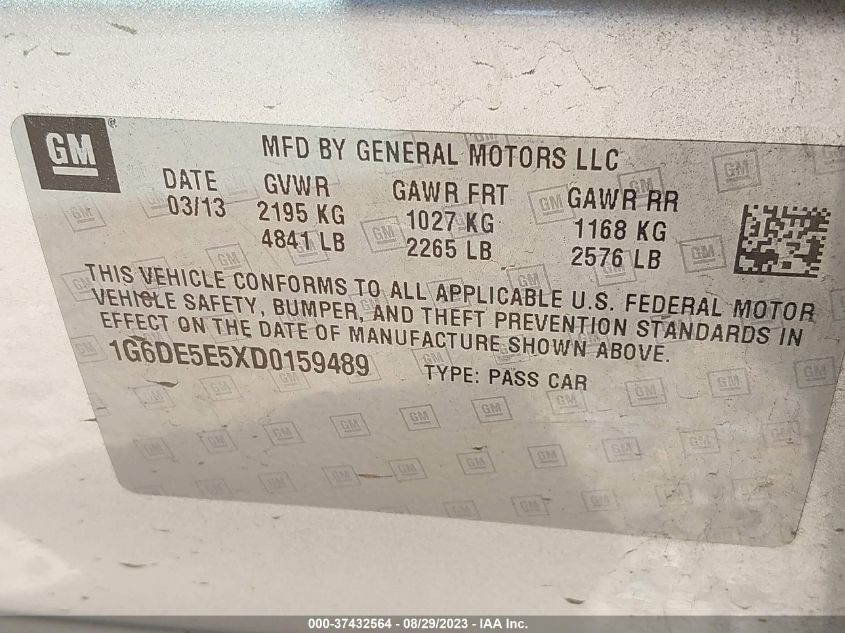 GM
MFD BY GENERAL MOTORS LLC
DATE GVWR GAWR FRT GAWR RR
03/13 2195 KG 1027 KG 1168 KG
4841 LB 2265 LB 2576 LB
THIS VEHICLE CONFORMS TO ALL APPLICABLE U.S. FEDERAL MOTOR
VEHICLE SAFETY, BUMPER, AND THEFT PREVENTION STANDARDS IN
EFFECT ON THE DATE OF MANUFACTURE SHOWN ABOVE.
1G6DE5E5XD0159489 TYPE: PASS CAR
000-37432564 - 08/29/2023 - IAA Inc.